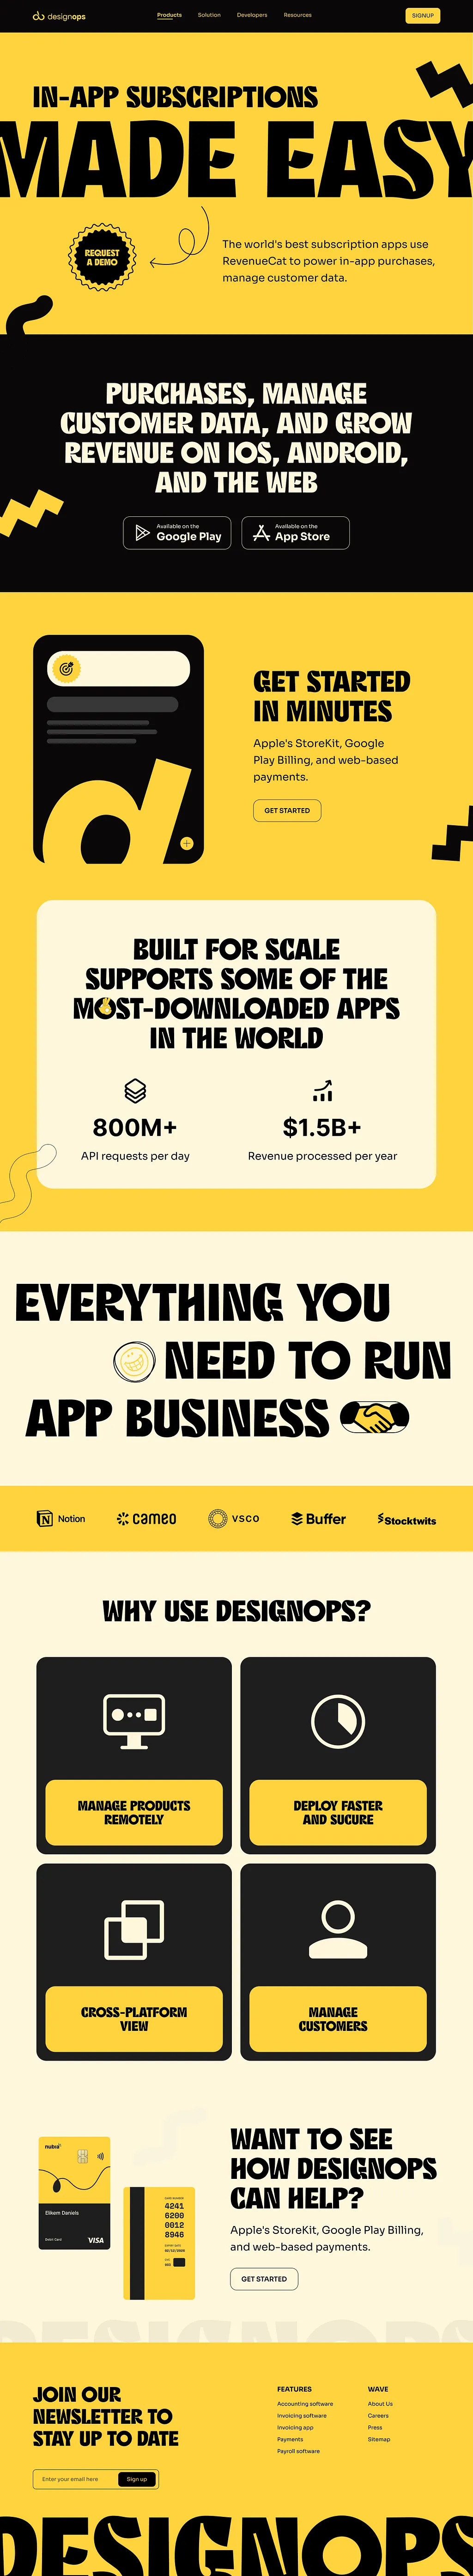 designops
Products
Solution
Developers
Resources
SIGNUP
IN-APP SUBSCRIPTIONS
MADE EASY
REQUEST
A DEMO
The world's best subscription apps use
RevenueCat to power in-app purchases,
manage customer data.
PURCHASES, MANAGE
CUSTOMER DATA, AND GROW
REVENUE ON IOS, ANDROID,
AND THE WEB
Available on the
Google Play
Available on the
App Store
GET STARTED
IN MINUTES
Apple's StoreKit, Google
Play Billing, and web-based
payments.
GET STARTED
BUILT FOR SCALE
SUPPORTS SOME OF THE
MOST-DOWNLOADED APPS
IN THE WORLD
800M+
API requests per day
$1.5B+
Revenue processed per year
EVERYTHING YOU
NEED TO RUN
APP BUSINESS
Notion
CAMEO
VSCO
Buffer
Stocktwits
WHY USE DESIGNOPS?
MANAGE PRODUCTS
REMOTELY
DEPLOY FASTER
AND SUCURE
CROSS-PLATFORM
VIEW
MANAGE
CUSTOMERS
nubia
Elikem Daniels
Debit Card
VISA
4241
6200
0012
8946
WANT TO SEE
HOW DESIGNOPS
CAN HELP?
Apple's StoreKit, Google Play Billing,
and web-based payments.
GET STARTED
DESIGNOPS
JOIN OUR
NEWSLETTER TO
STAY UP TO DATE
Enter your email here
Sign up
FEATURES
Accounting software
Invoicing software
Invoicing app
Payments
Payroll software
WAVE
About Us
Careers
Press
Sitemap
DESIGNOPS